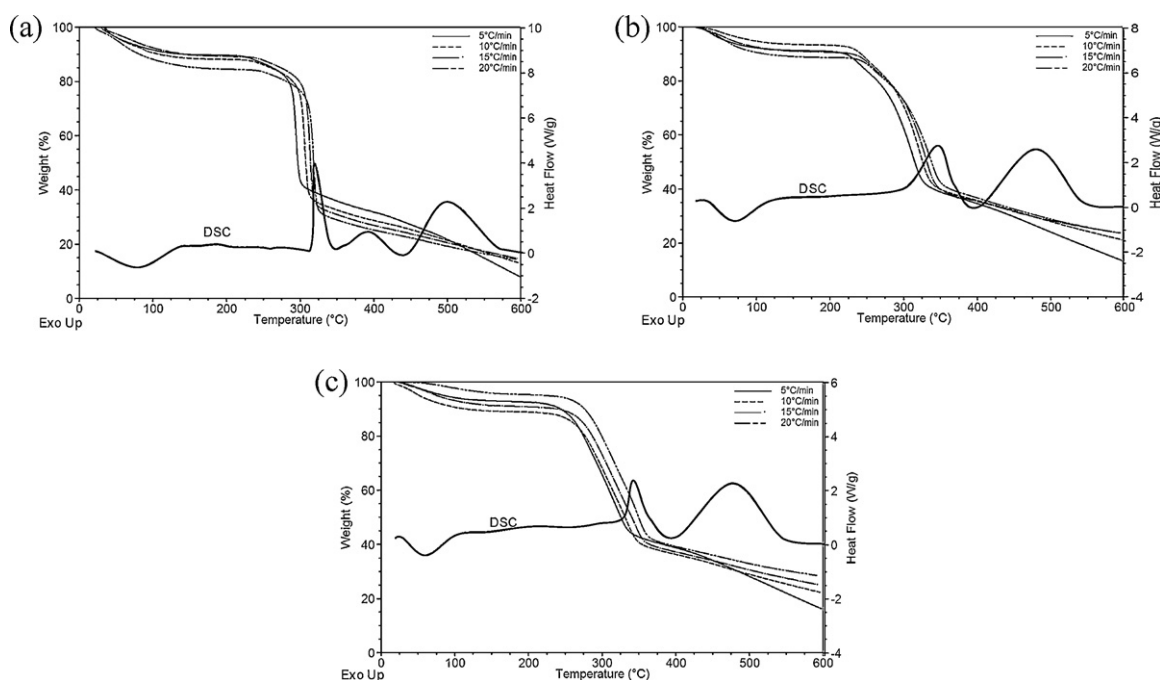 (a)
100
80
60
40
20
0
Weight (%)
5°C/min
10°C/min
15°C/min
20°C/min
DSC
10
8
6
4
2
0
-2
Heat Flow (W/g)
0 100 200 300 400 500 600
Exo Up
Temperature (°C)
(b)
100
80
60
40
20
0
Weight (%)
5°C/min
10°C/min
15°C/min
20°C/min
DSC
8
6
4
2
0
-2
-4
Heat Flow (W/g)
0 100 200 300 400 500 600
Exo Up
Temperature (°C)
(c)
100
80
60
40
20
0
Weight (%)
5°C/min
10°C/min
15°C/min
20°C/min
DSC
6
4
2
0
-2
-4
Heat Flow (W/g)
0 100 200 300 400 500 600
Exo Up
Temperature (°C)